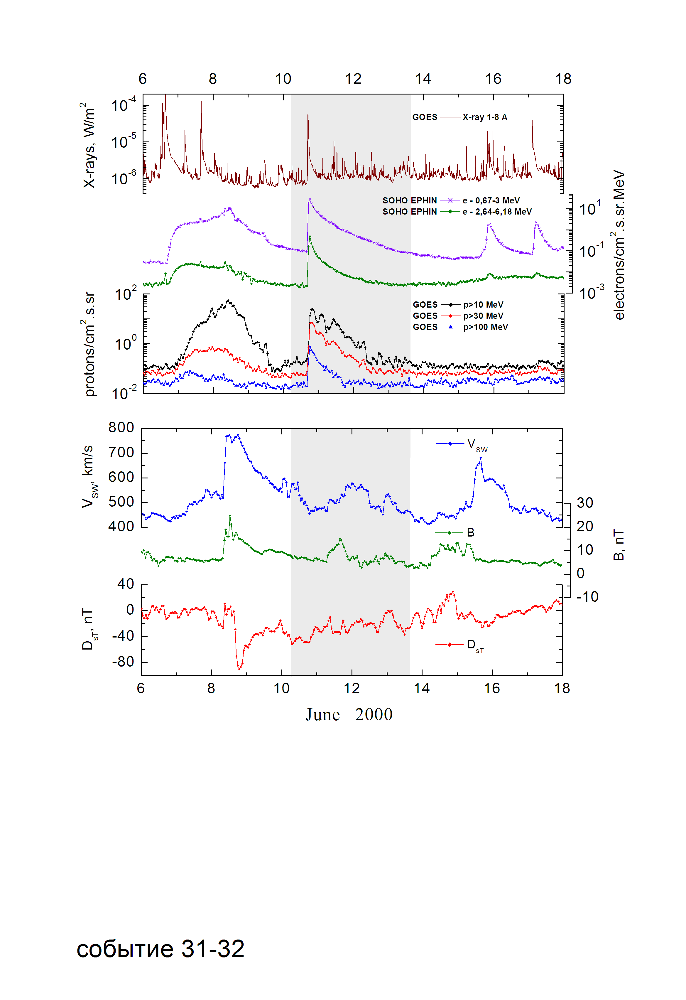 6 8 10 12 14 16 18
X-rays, W/m²
10⁻⁴
10⁻⁵
10⁻⁶
GOES X-ray 1-8 A
SOHO EPHIN e - 0,67-3 MeV
SOHO EPHIN e - 2,64-6,18 MeV
electrons/cm².s.sr.MeV
10¹
10⁻¹
10⁻³
protons/cm².s.sr
10²
10⁰
10⁻²
GOES p>10 MeV
GOES p>30 MeV
GOES p>100 MeV
V_SW, km/s
800
700
600
500
400
V_SW
B, nT
30
20
10
0
-10
B
D_sT, nT
40
0
-40
-80
D_sT
6 8 10 12 14 16 18
June 2000
событие 31-32